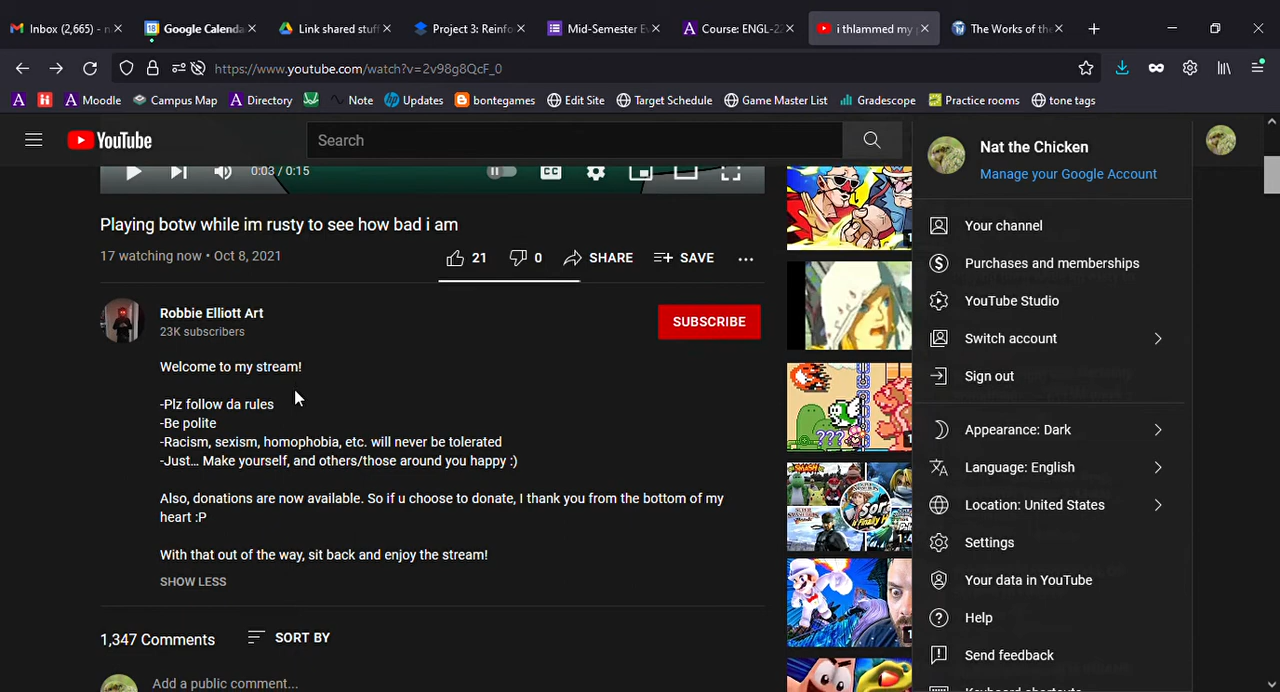 Inbox (2,665) - n
Google Calenda
Link shared stuff
Project 3: Reinfo
Mid-Semester Ev
Course: ENGL-22
i thlammed my p
The Works of the
https://www.youtube.com/watch?v=2v98g8QcF_0
Moodle
Campus Map
Directory
Note
Updates
bontegames
Edit Site
Target Schedule
Game Master List
Gradescope
Practice rooms
tone tags
YouTube
Search
Nat the Chicken
Manage your Google Account
0:03 / 0:15
Playing botw while im rusty to see how bad i am
17 watching now • Oct 8, 2021
21
0
SHARE
SAVE
Robbie Elliott Art
23K subscribers
SUBSCRIBE
Welcome to my stream!
-Plz follow da rules
-Be polite
-Racism, sexism, homophobia, etc. will never be tolerated
-Just... Make yourself, and others/those around you happy :)
Also, donations are now available. So if u choose to donate, I thank you from the bottom of my
heart :P
With that out of the way, sit back and enjoy the stream!
SHOW LESS
1,347 Comments
SORT BY
Add a public comment...
Your channel
Purchases and memberships
YouTube Studio
Switch account
Sign out
Appearance: Dark
Language: English
Location: United States
Settings
Your data in YouTube
Help
Send feedback
Keyboard shortcuts